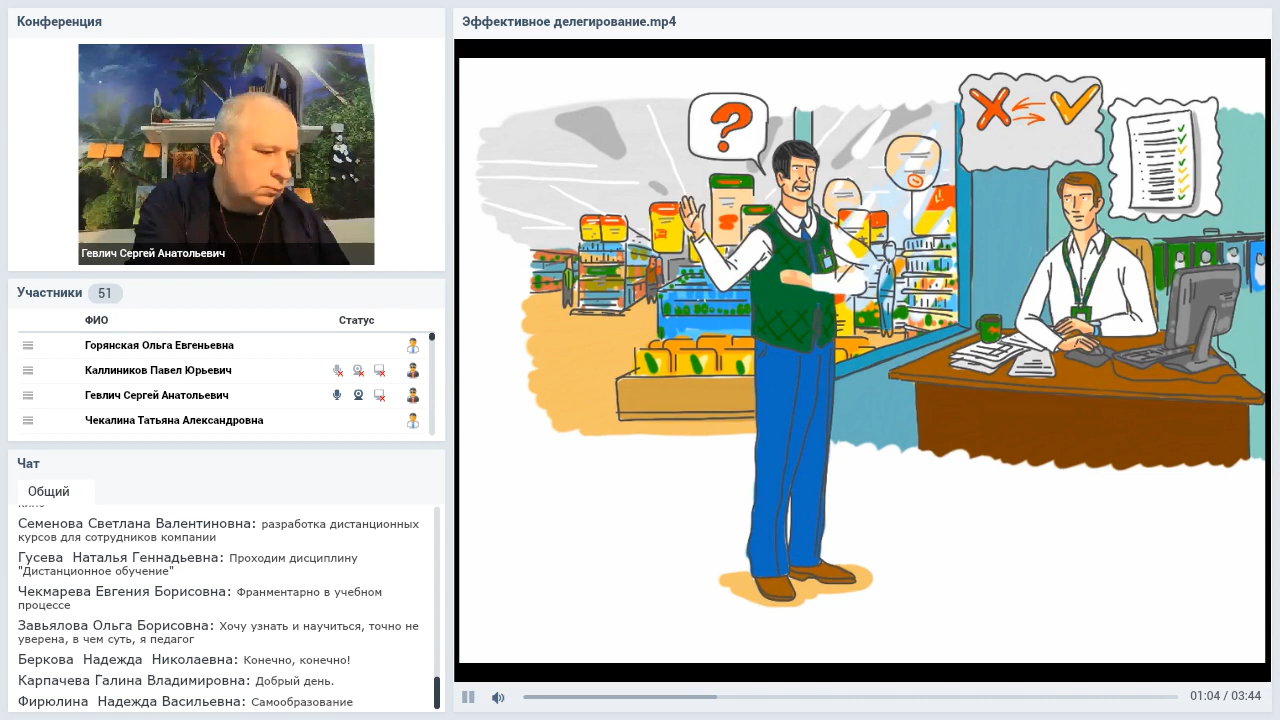 Конференция
Гевлич Сергей Анатольевич
Участники 51
ФИО Статус
Горянская Ольга Евгеньевна
Каллиников Павел Юрьевич
Гевлич Сергей Анатольевич
Чекалина Татьяна Александровна
Чат
Общий
Семенова Светлана Валентиновна: разработка дистанционных
курсов для сотрудников компании
Гусева Наталья Геннадьевна: Проходим дисциплину
"Дистанционное обучение"
Чекмарева Евгения Борисовна: Франментарно в учебном
процессе
Завьялова Ольга Борисовна: Хочу узнать и научиться, точно не
уверена, в чем суть, я педагог
Беркова Надежда Николаевна: Конечно, конечно!
Карпачева Галина Владимировна: Добрый день.
Фирюлина Надежда Васильевна: Самообразование
Эффективное делегирование.mp4
?
01:04 / 03:44